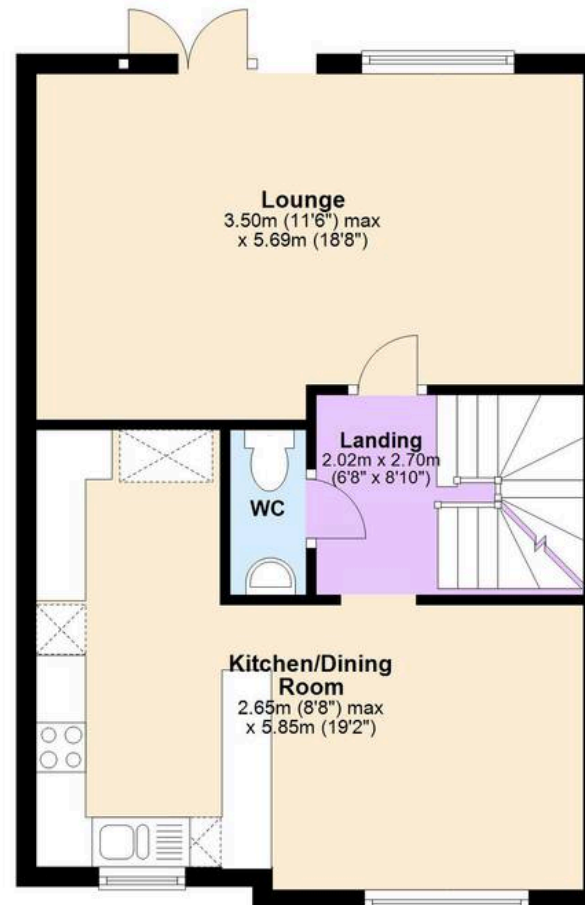 Lounge
3.50m (11'6") max
x 5.69m (18'8")
Landing
2.02m x 2.70m
(6'8" x 8'10")
WC
Kitchen/Dining
Room
2.65m (8'8") max
x 5.85m (19'2")